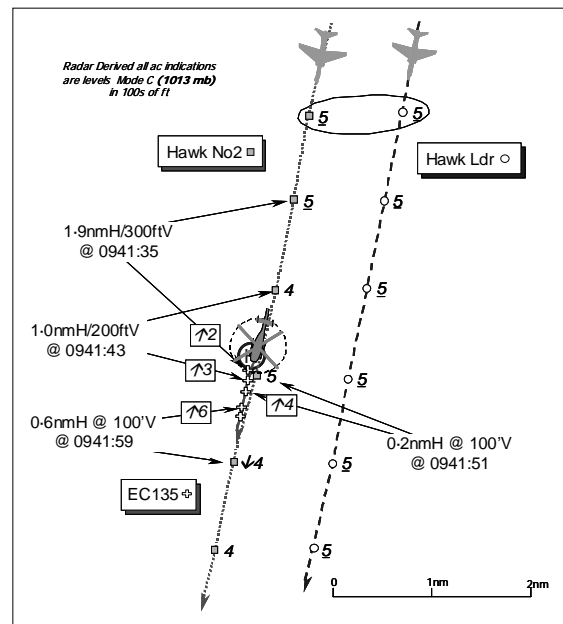 Radar Derived all ac indications
are levels Mode C (1013 mb)
in 100s of ft
5
5
Hawk No2
Hawk Ldr
5
5
1·9nmH/300ftV
@ 0941:35
4
5
1·0nmH/200ftV
@ 0941:43
↑2
↑3
5
5
↑6
↑4
0·6nmH @ 100'V
@ 0941:59
0·2nmH @ 100'V
@ 0941:51
↓4
5
EC135
4
5
0
1nm
2nm